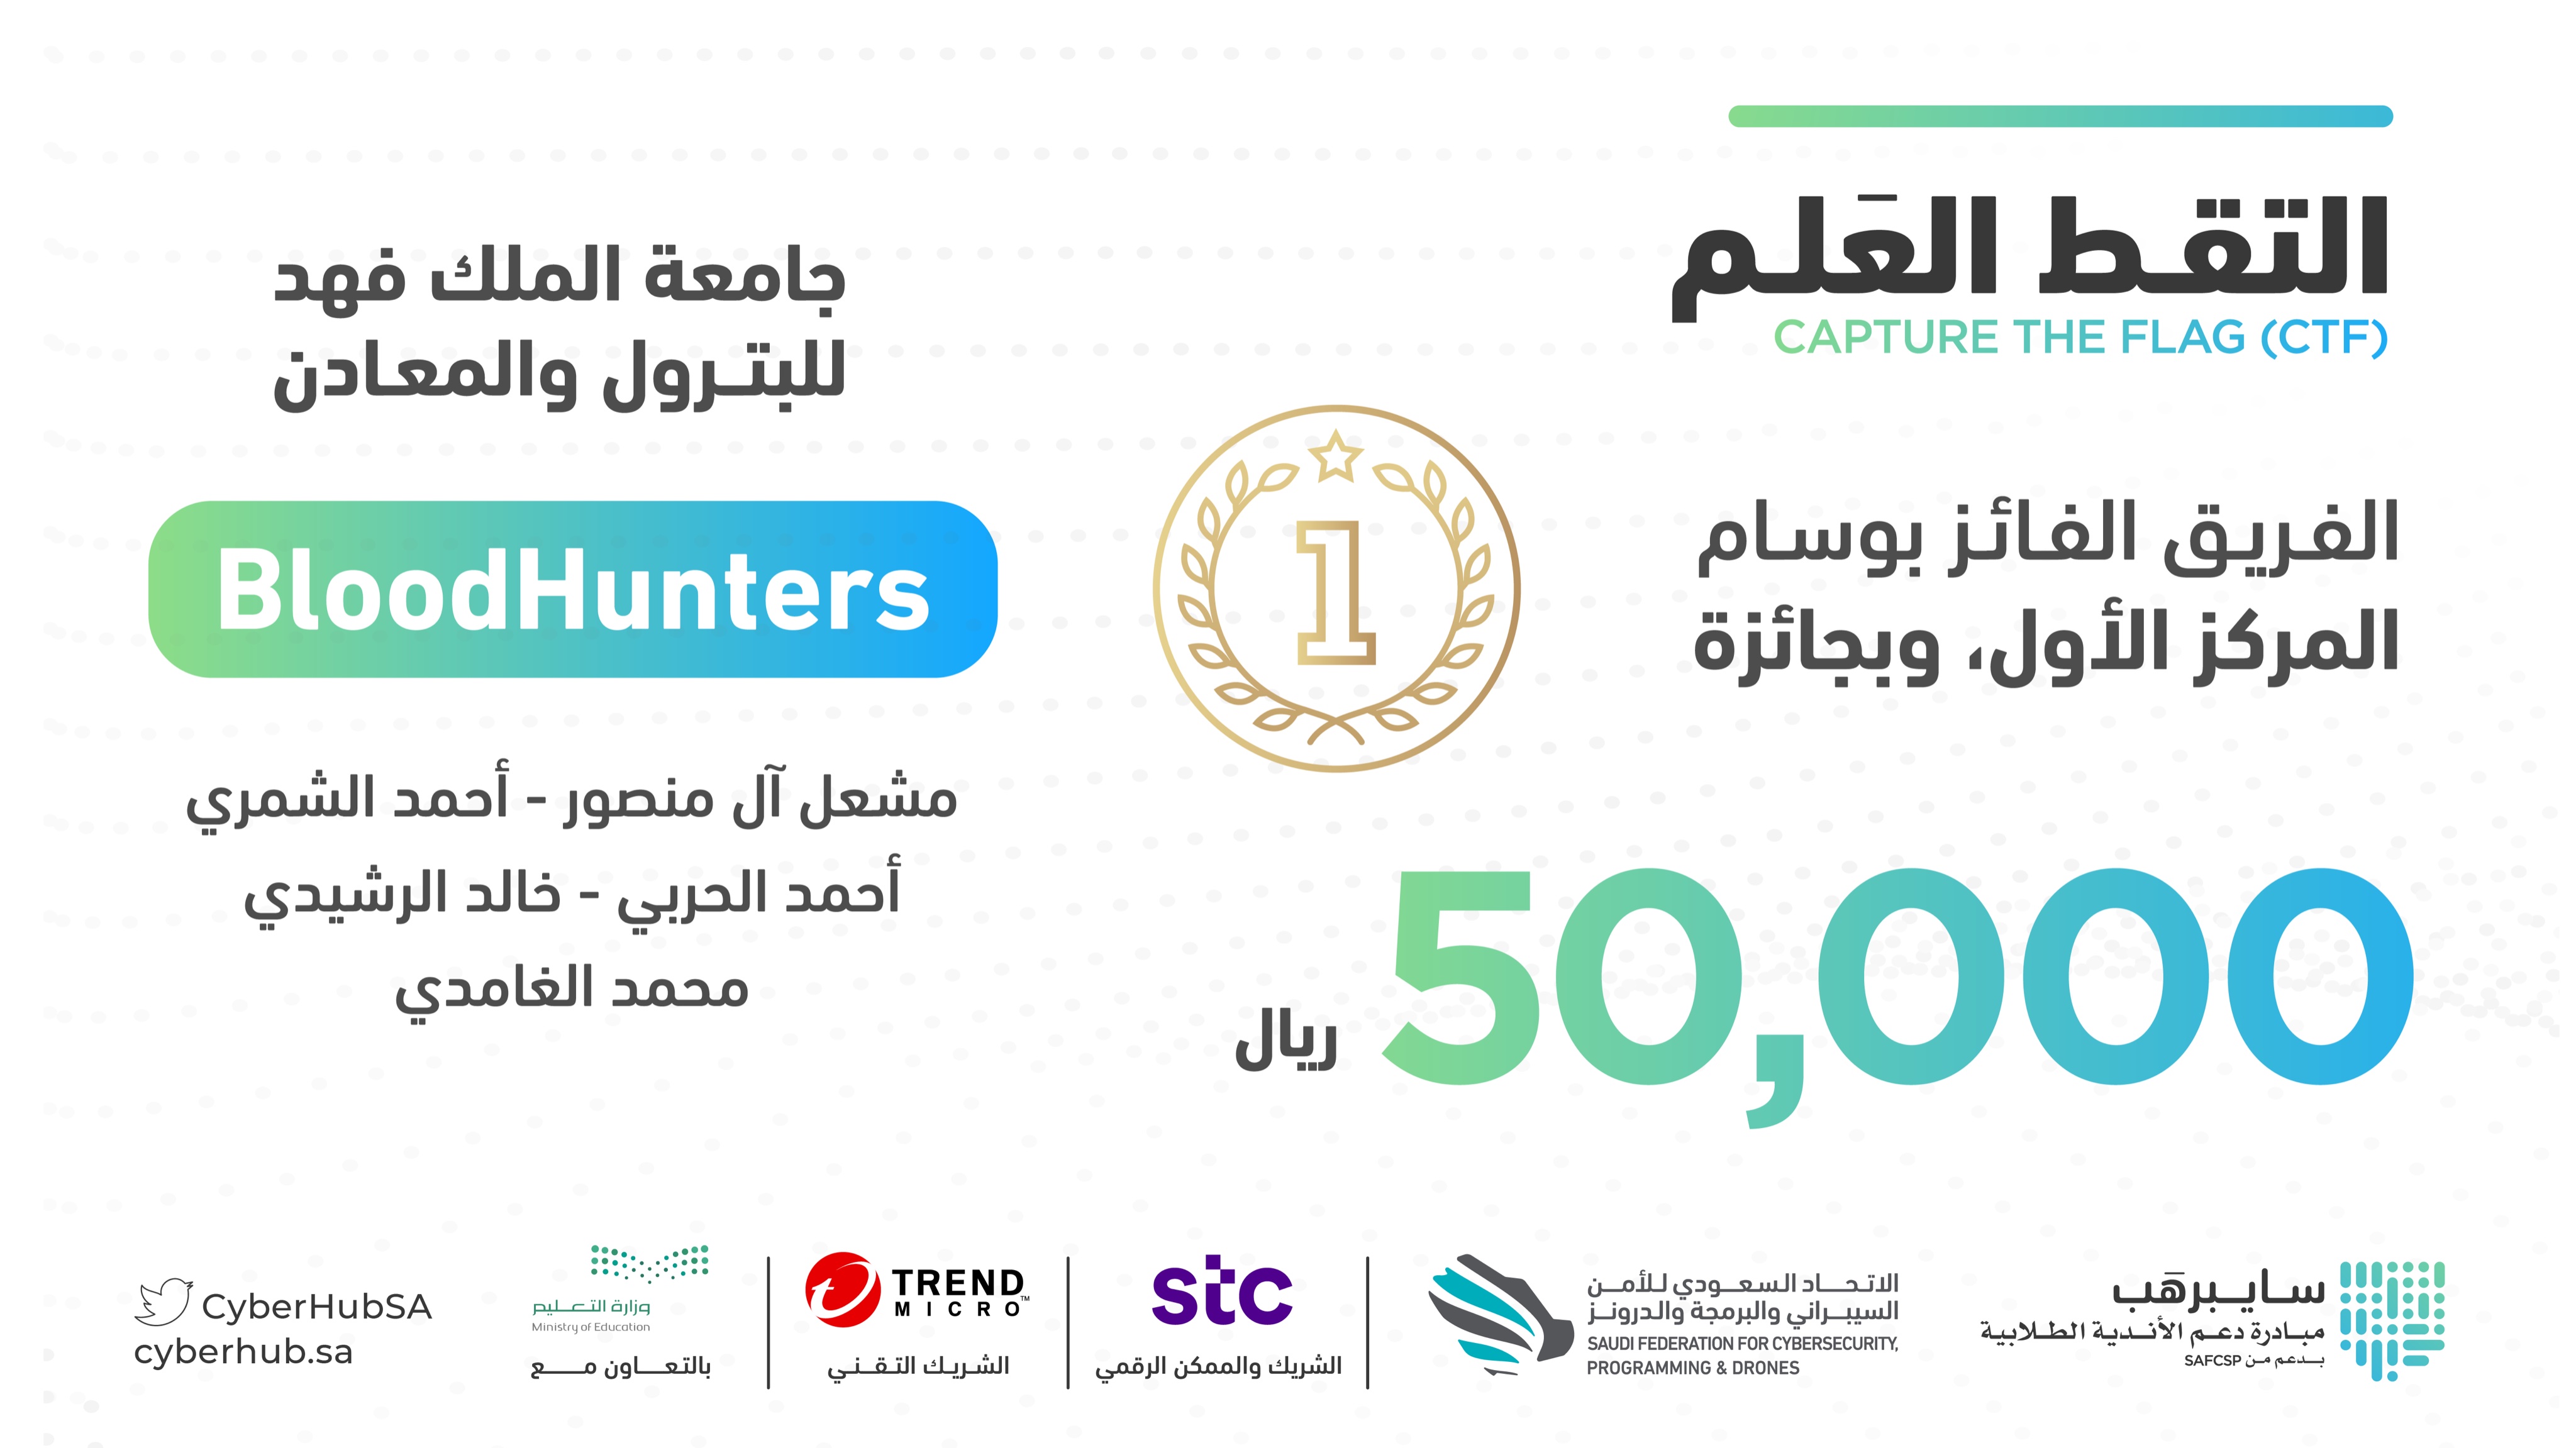 التقط العَلم
CAPTURE THE FLAG (CTF)
الفريق الفائز بوسام
المركز الأول، وبجائزة
50,000 ريال
1
جامعة الملك فهد
للبترول والمعادن
BloodHunters
مشعل آل منصور - أحمد الشمري
أحمد الحربي - خالد الرشيدي
محمد الغامدي
سايبرهَب
مبادرة دعم الأندية الطلابية
بدعم من SAFCSP
الاتحاد السعودي للأمن
السيبراني والبرمجة والدرونز
SAUDI FEDERATION FOR CYBERSECURITY,
PROGRAMMING & DRONES
stc
الشريك والممكن الرقمي
TREND
MICRO™
الشريك التقني
وزارة التعليم
Ministry of Education
بالتعاون مع
CyberHubSA
cyberhub.sa